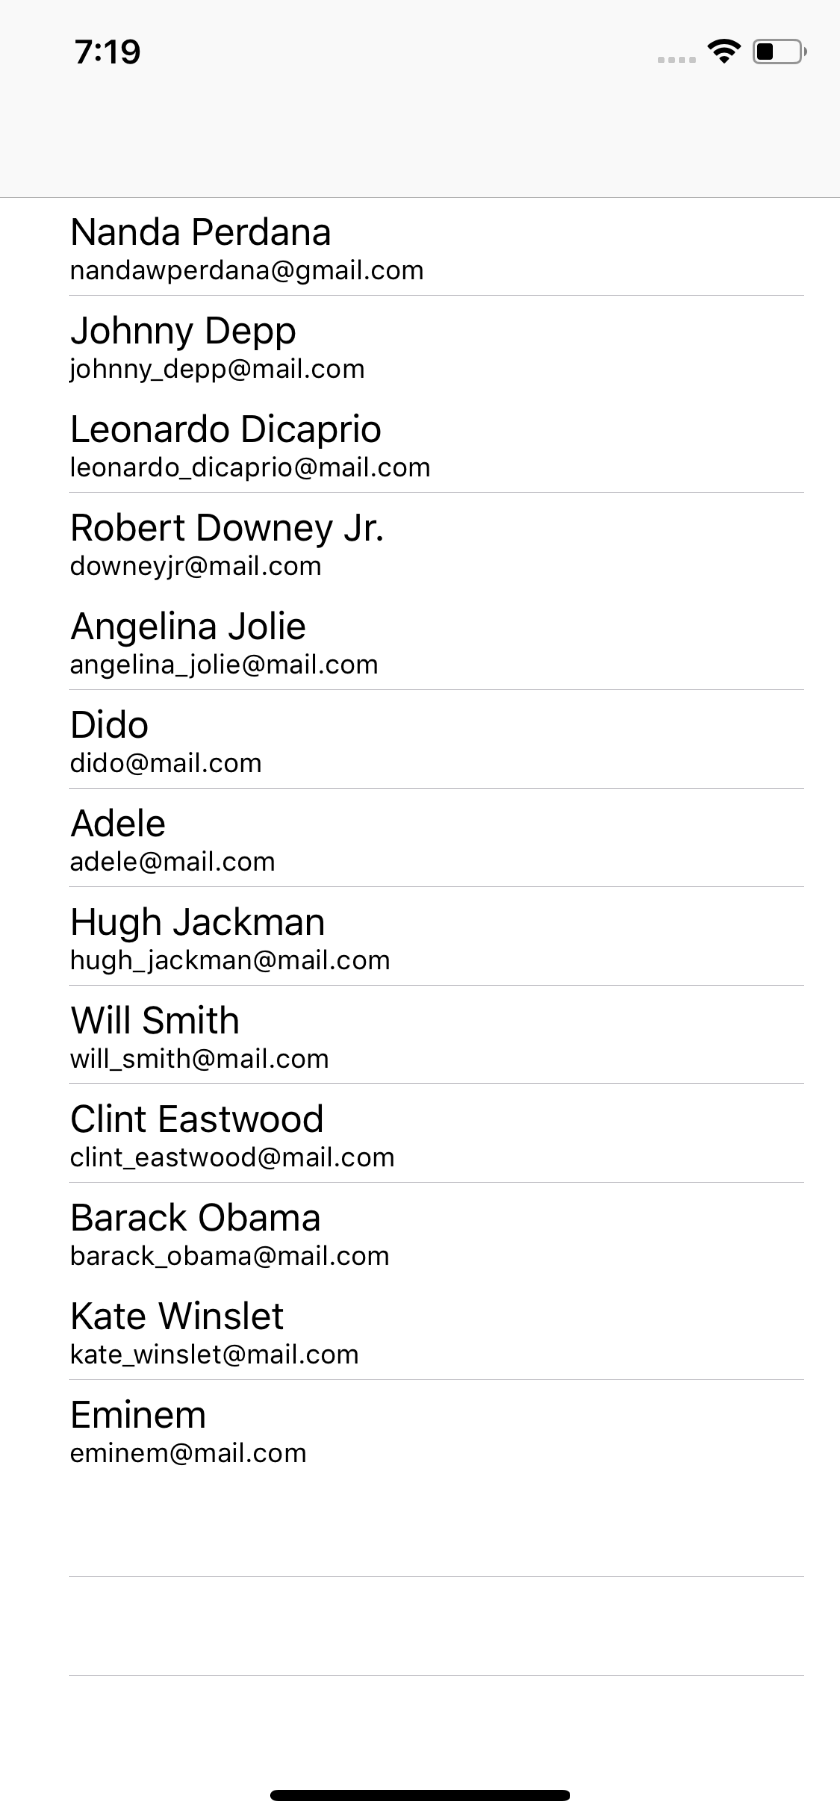 7:19
Nanda Perdana
nandawperdana@gmail.com
Johnny Depp
johnny_depp@mail.com
Leonardo Dicaprio
leonardo_dicaprio@mail.com
Robert Downey Jr.
downeyjr@mail.com
Angelina Jolie
angelina_jolie@mail.com
Dido
dido@mail.com
Adele
adele@mail.com
Hugh Jackman
hugh_jackman@mail.com
Will Smith
will_smith@mail.com
Clint Eastwood
clint_eastwood@mail.com
Barack Obama
barack_obama@mail.com
Kate Winslet
kate_winslet@mail.com
Eminem
eminem@mail.com